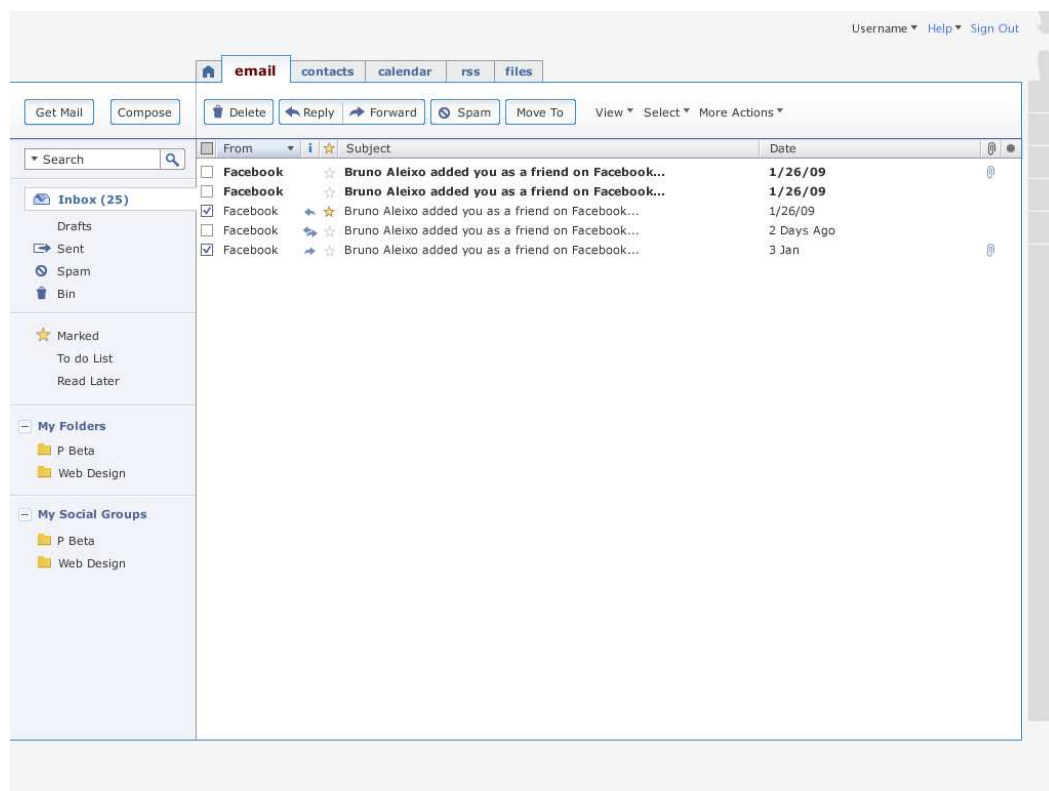 Username Help Sign Out
email contacts calendar rss files
Get Mail Compose Delete Reply Forward Spam Move To View Select More Actions
Search
From i Subject Date
Facebook Bruno Aleixo added you as a friend on Facebook... 1/26/09
Facebook Bruno Aleixo added you as a friend on Facebook... 1/26/09
Facebook Bruno Aleixo added you as a friend on Facebook... 1/26/09
Facebook Bruno Aleixo added you as a friend on Facebook... 2 Days Ago
Facebook Bruno Aleixo added you as a friend on Facebook... 3 Jan
Inbox (25)
Drafts
Sent
Spam
Bin
Marked
To do List
Read Later
My Folders
P Beta
Web Design
My Social Groups
P Beta
Web Design